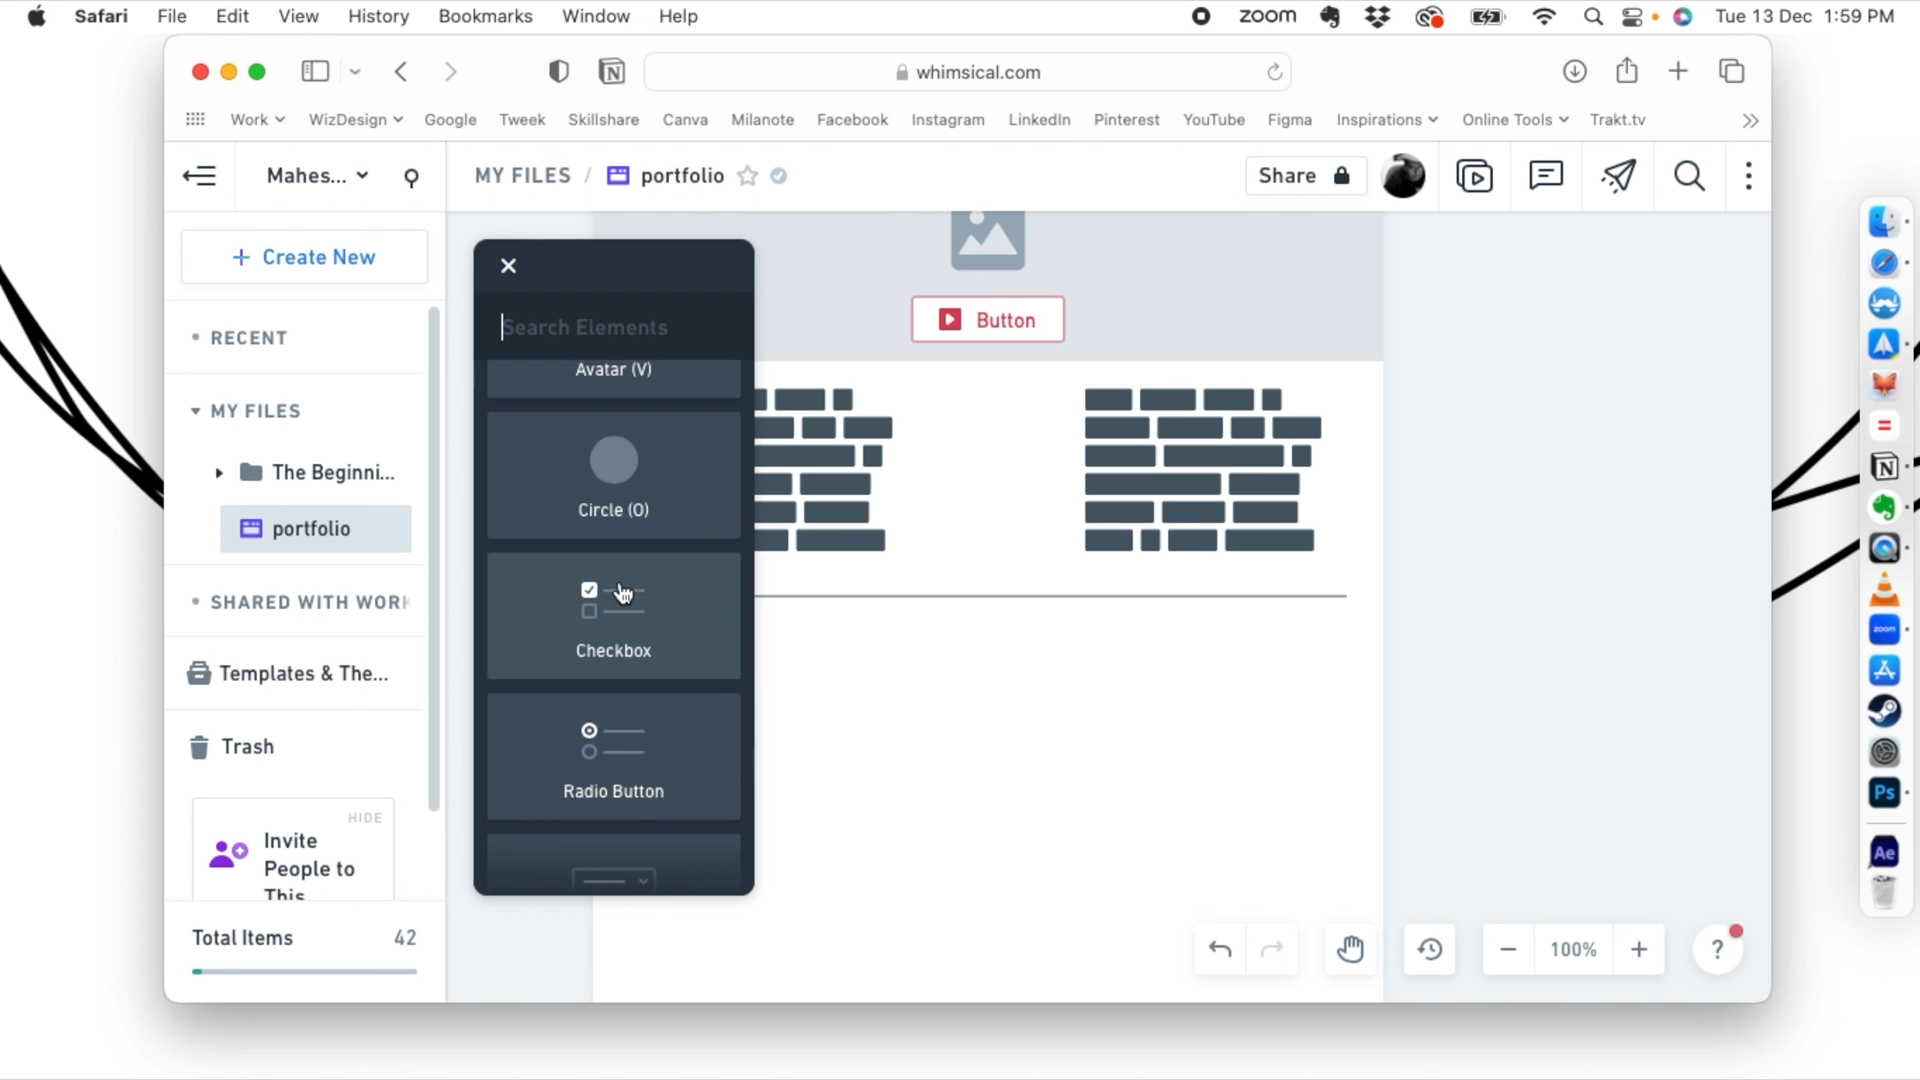 Safari File Edit View History Bookmarks Window Help
zoom
Tue 13 Dec 1:59 PM
whimsical.com
Work WizDesign Google Tweek Skillshare Canva Milanote Facebook Instagram LinkedIn Pinterest YouTube Figma Inspirations Online Tools Trakt.tv
Mahes...
MY FILES / portfolio
Share
+ Create New
RECENT
MY FILES
The Beginni...
portfolio
SHARED WITH WORK
Templates & The...
Trash
HIDE
Invite
People to
This
Total Items 42
Search Elements
Avatar (V)
Circle (O)
Checkbox
Radio Button
Button
100%
?
zoom
Ps
Ae